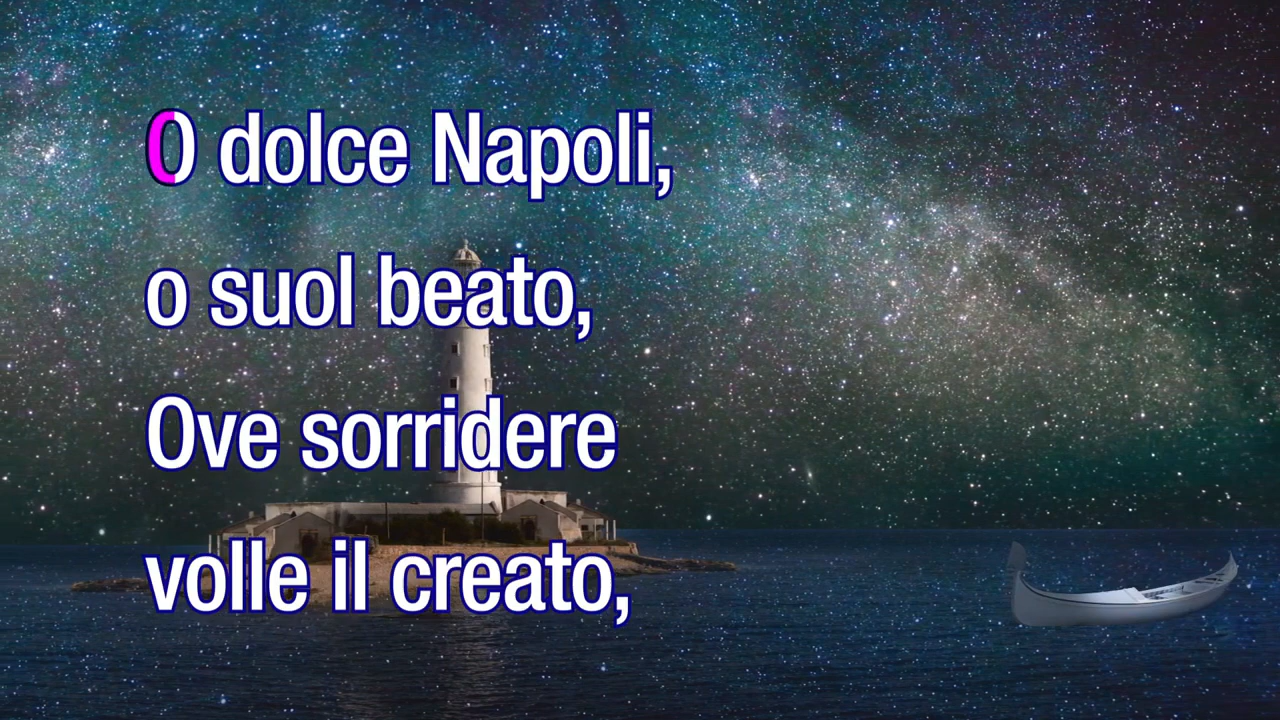 O dolce Napoli,
o suol beato,
Ove sorridere
volle il creato,